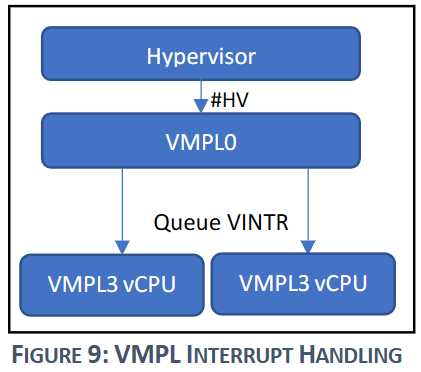 Hypervisor
#HV
VMPL0
Queue VINTR
VMPL3 vCPU
VMPL3 vCPU
FIGURE 9: VMPL INTERRUPT HANDLING